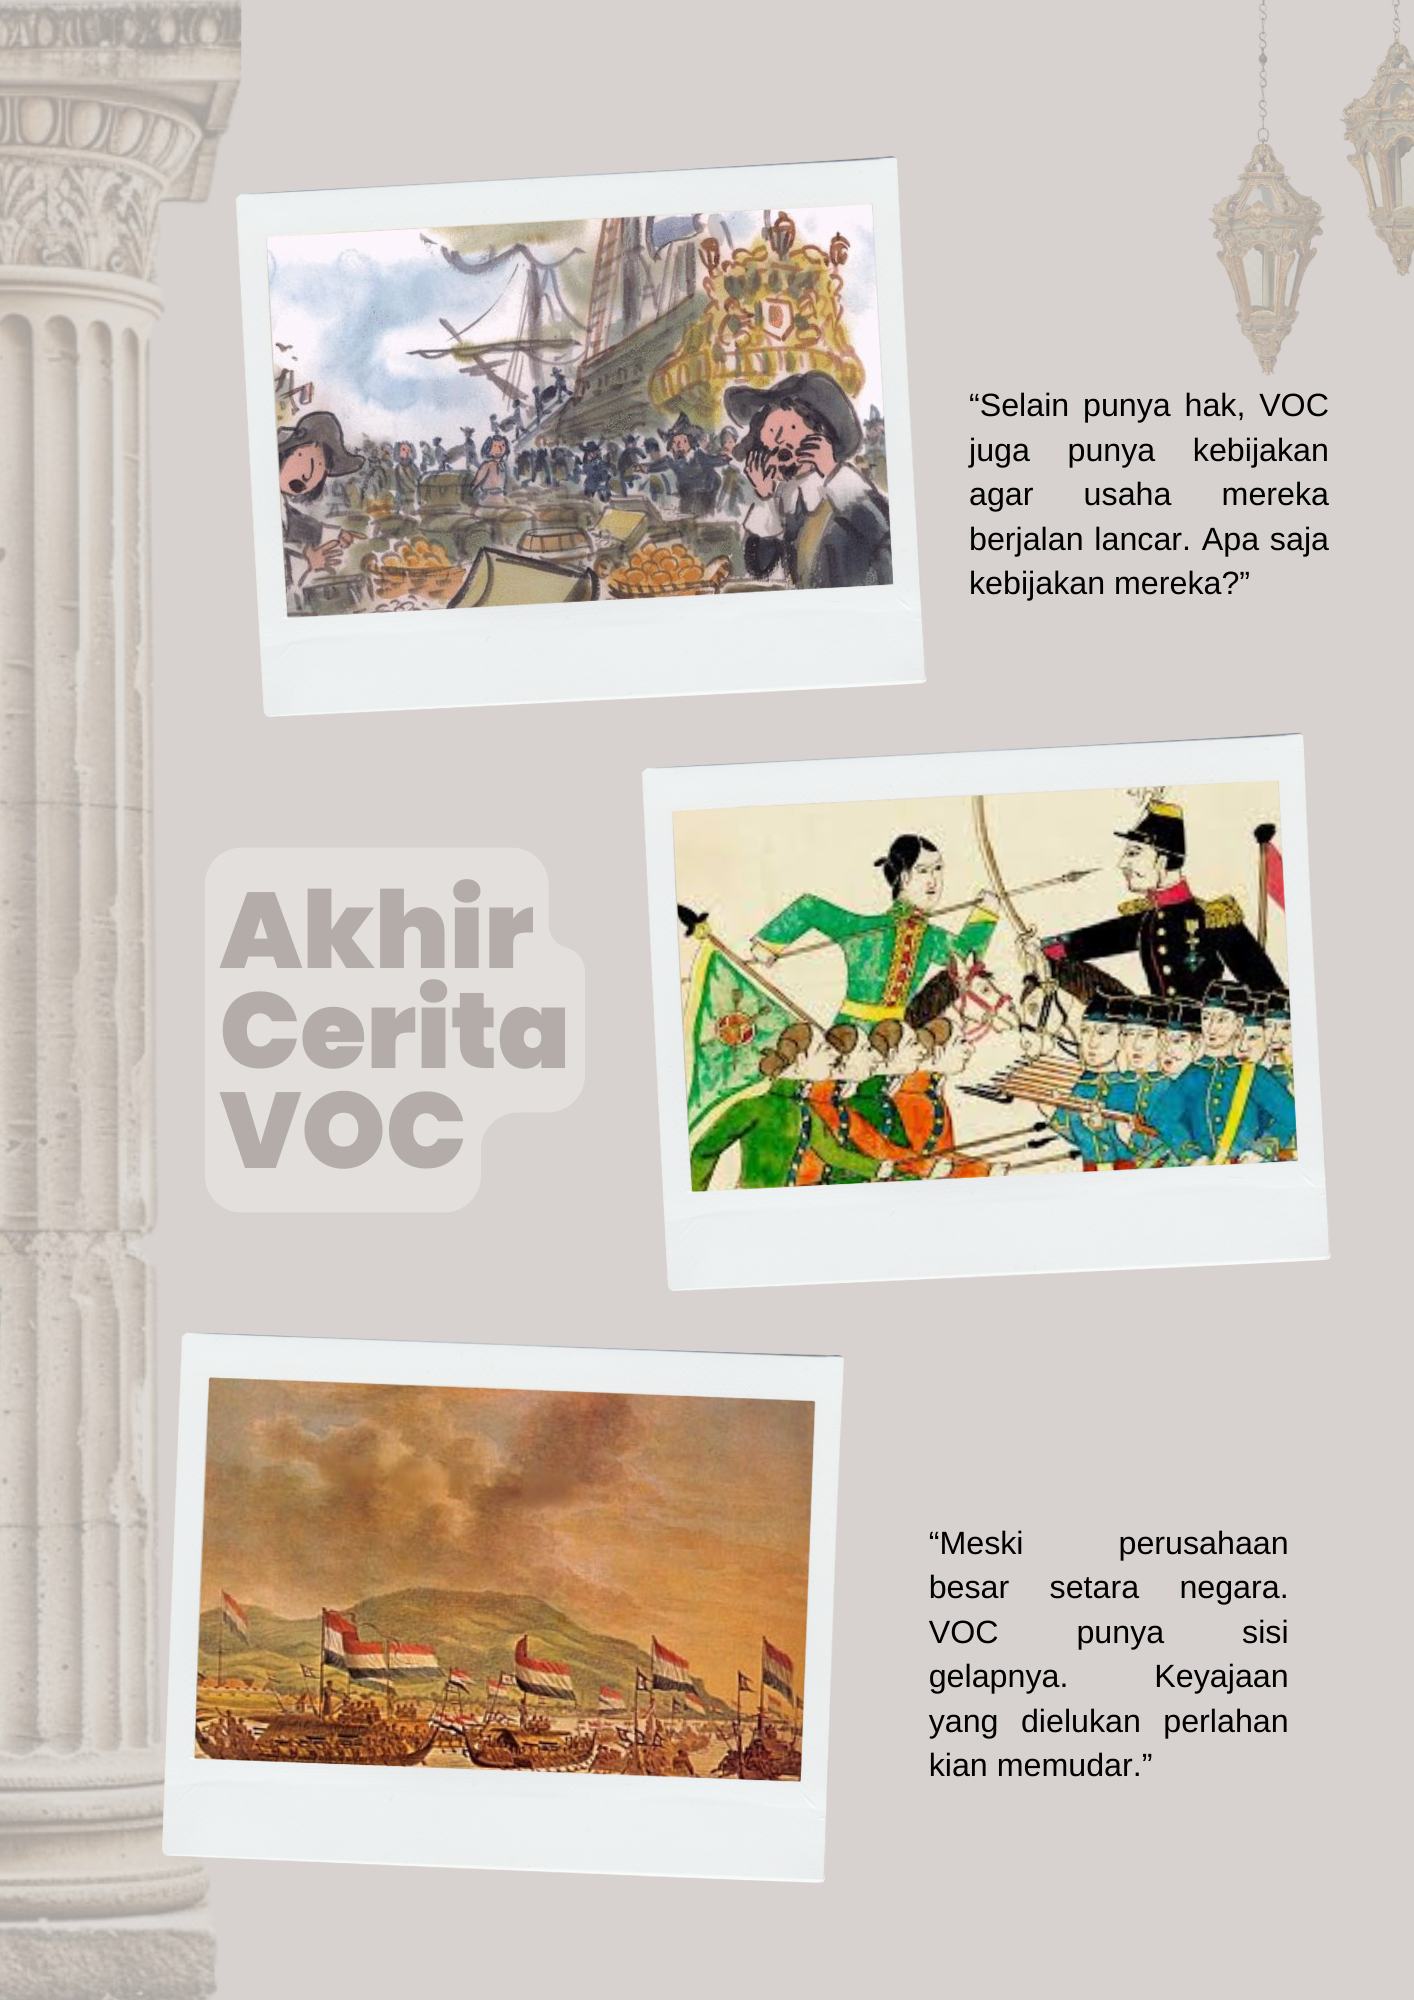 “Selain punya hak, VOC
juga punya kebijakan
agar usaha mereka
berjalan lancar. Apa saja
kebijakan mereka?”
Akhir
Cerita
VOC
“Meski perusahaan
besar setara negara.
VOC punya sisi
gelapnya. Keyajaan
yang dielukan perlahan
kian memudar.”